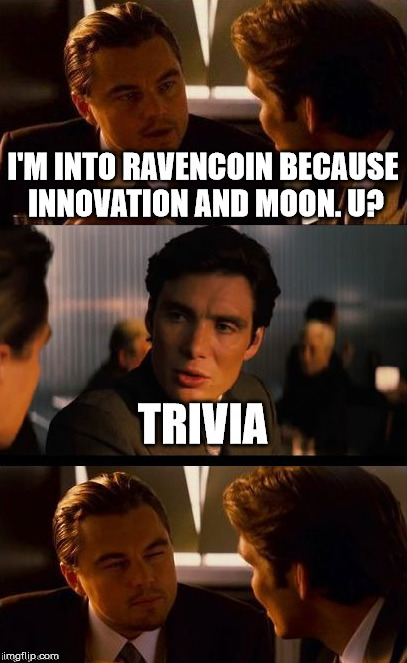 I'M INTO RAVENCOIN BECAUSE
INNOVATION AND MOON. U?
TRIVIA
imgflip.com